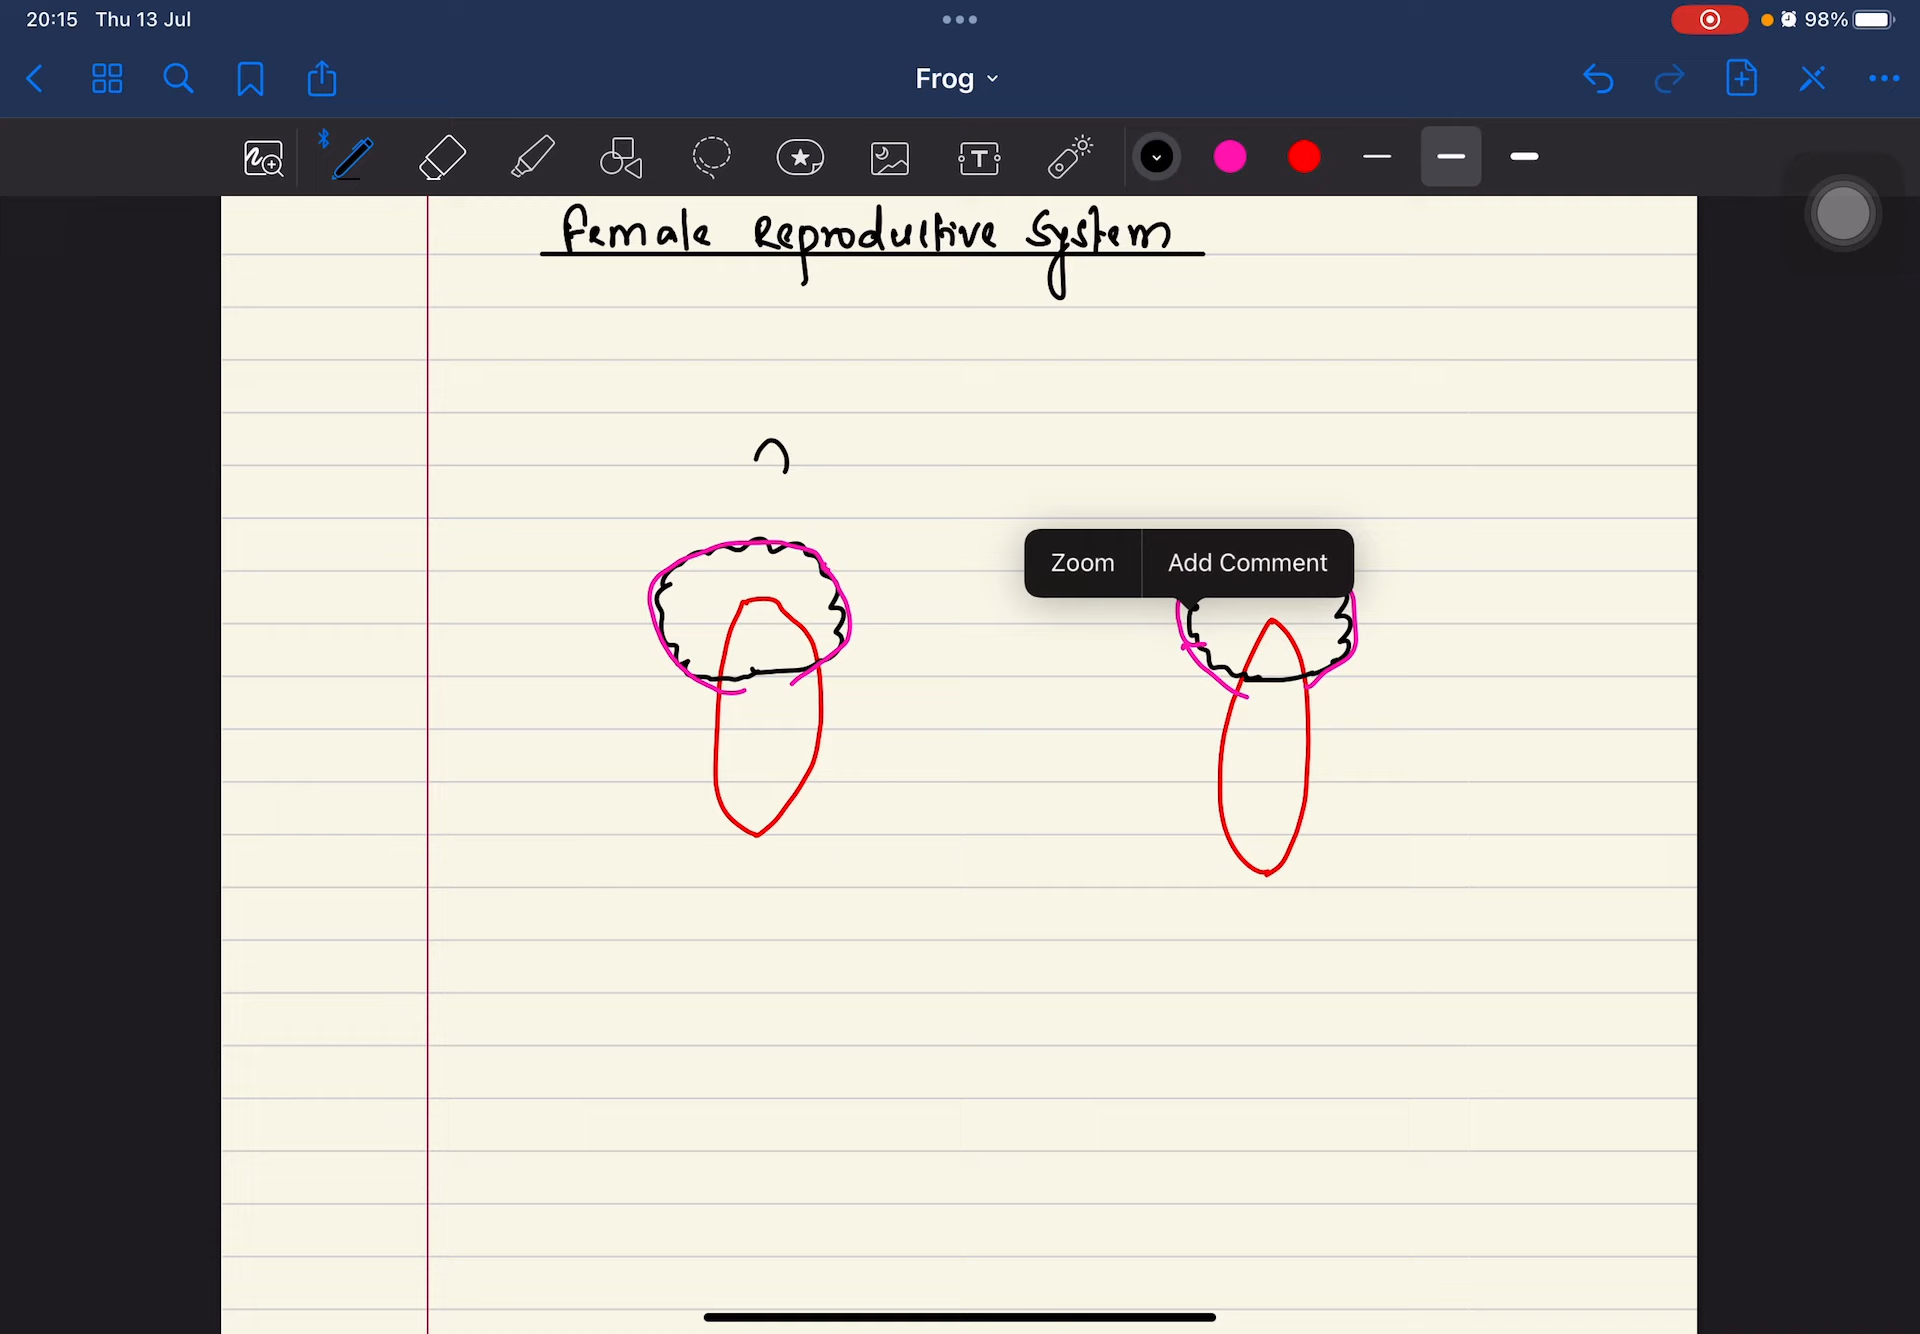 20:15 Thu 13 Jul 98%
Frog
T
Female Reproductive System
Zoom Add Comment